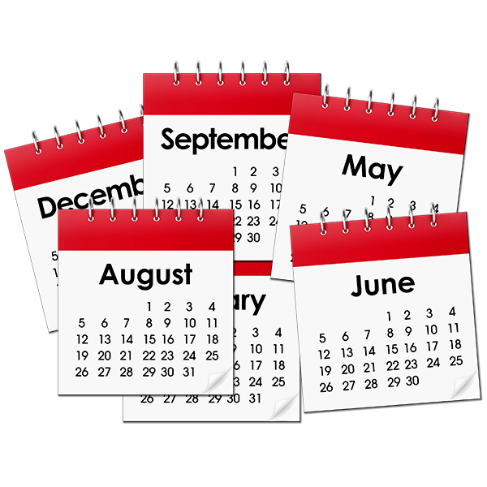 September
1 2 3
5 6 7 8 9 10
12 13 14 15 16 17
22 23
29 30
May
Decemb
August
1 2 3 4
5 6 7 8 9 10 11
12 13 14 15 16 17 18
19 20 21 22 23 24 25
26 27 28 29 30 31
ary
3 4
10 11
17 18
24 25
26 27 28 29 30 31
June
1 2 3 4
5 6 7 8 9 10 11
12 13 14 15 16 17 18
19 20 21 22 23 24 25
26 27 28 29 30